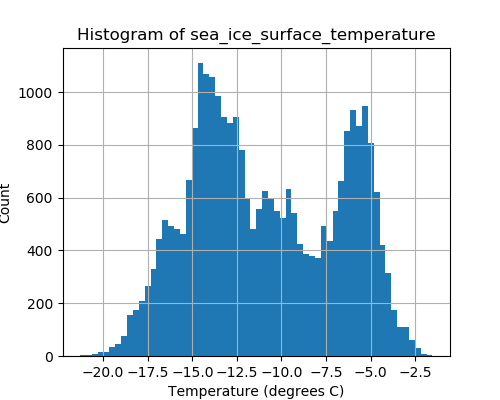 Histogram of sea_ice_surface_temperature
1000
800
600
400
200
0
Count
−20.0 −17.5 −15.0 −12.5 −10.0 −7.5 −5.0 −2.5
Temperature (degrees C)